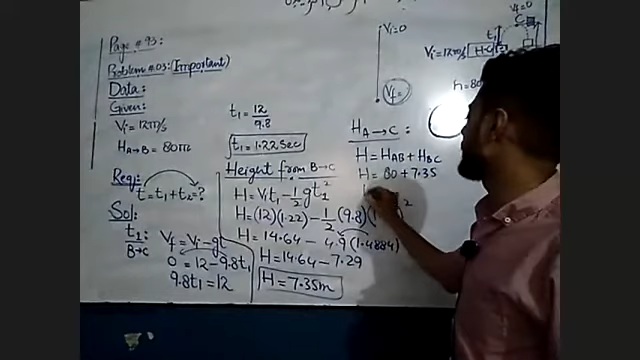 Page # 93:
Problem # 03: (Important)
Data:
Given:
Vi = 12m/s
HA→B = 80m
Req:
t = t1 + t2 = ?
Sol:
t1:
B→C
Vf = Vi - gt
0 = 12 - 9.8t1
9.8t1 = 12
t1 = 12/9.8
t1 = 1.22 Sec
Height from B→C
H = Vit1 - 1/2 gt1²
H = (12)(1.22) - 1/2 (9.8)(1.22)²
H = 14.64 - 4.9 (1.4884)
H = 14.64 - 7.29
H = 7.35m
HA→C:
H = HAB + HBC
H = 80 + 7.35
Vi = 0
Vf =
Vf = 0
C
t1
Vi = 12m/s
h = 80